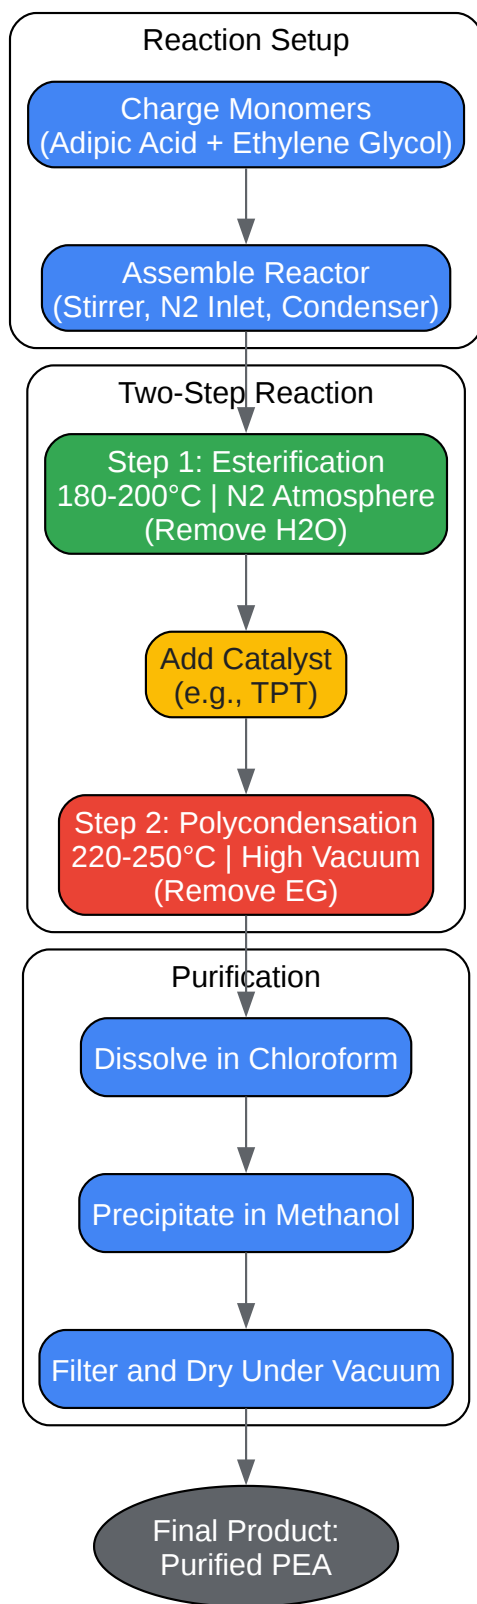 Reaction Setup
Charge Monomers
(Adipic Acid + Ethylene Glycol)
Assemble Reactor
(Stirrer, N2 Inlet, Condenser)
Two-Step Reaction
Step 1: Esterification
180-200°C | N2 Atmosphere
(Remove H2O)
Add Catalyst
(e.g., TPT)
Step 2: Polycondensation
220-250°C | High Vacuum
(Remove EG)
Purification
Dissolve in Chloroform
Precipitate in Methanol
Filter and Dry Under Vacuum
Final Product:
Purified PEA